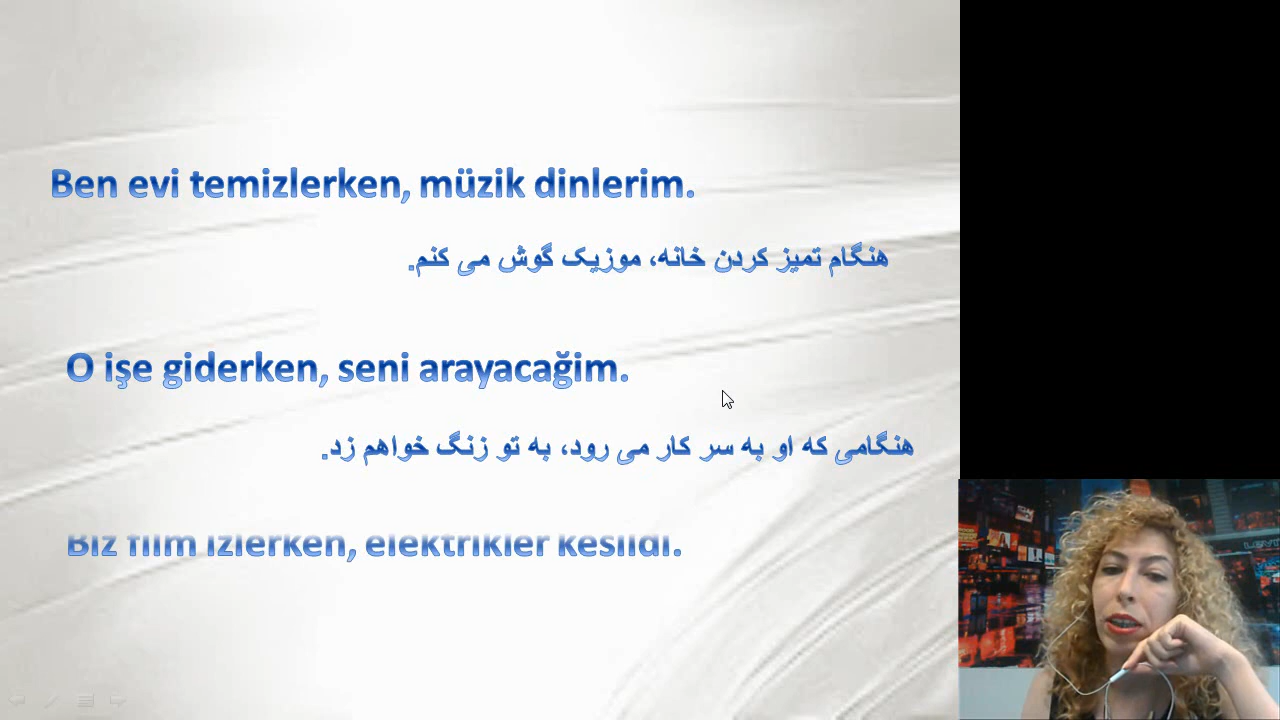 Ben evi temizlerken, müzik dinlerim.
هنگام تمیز کردن خانه، موزیک گوش می کنم.
O işe giderken, seni arayacağim.
هنگامی که او به سر کار می رود، به تو زنگ خواهم زد.
Biz film izlerken, elektrikler kesildi.